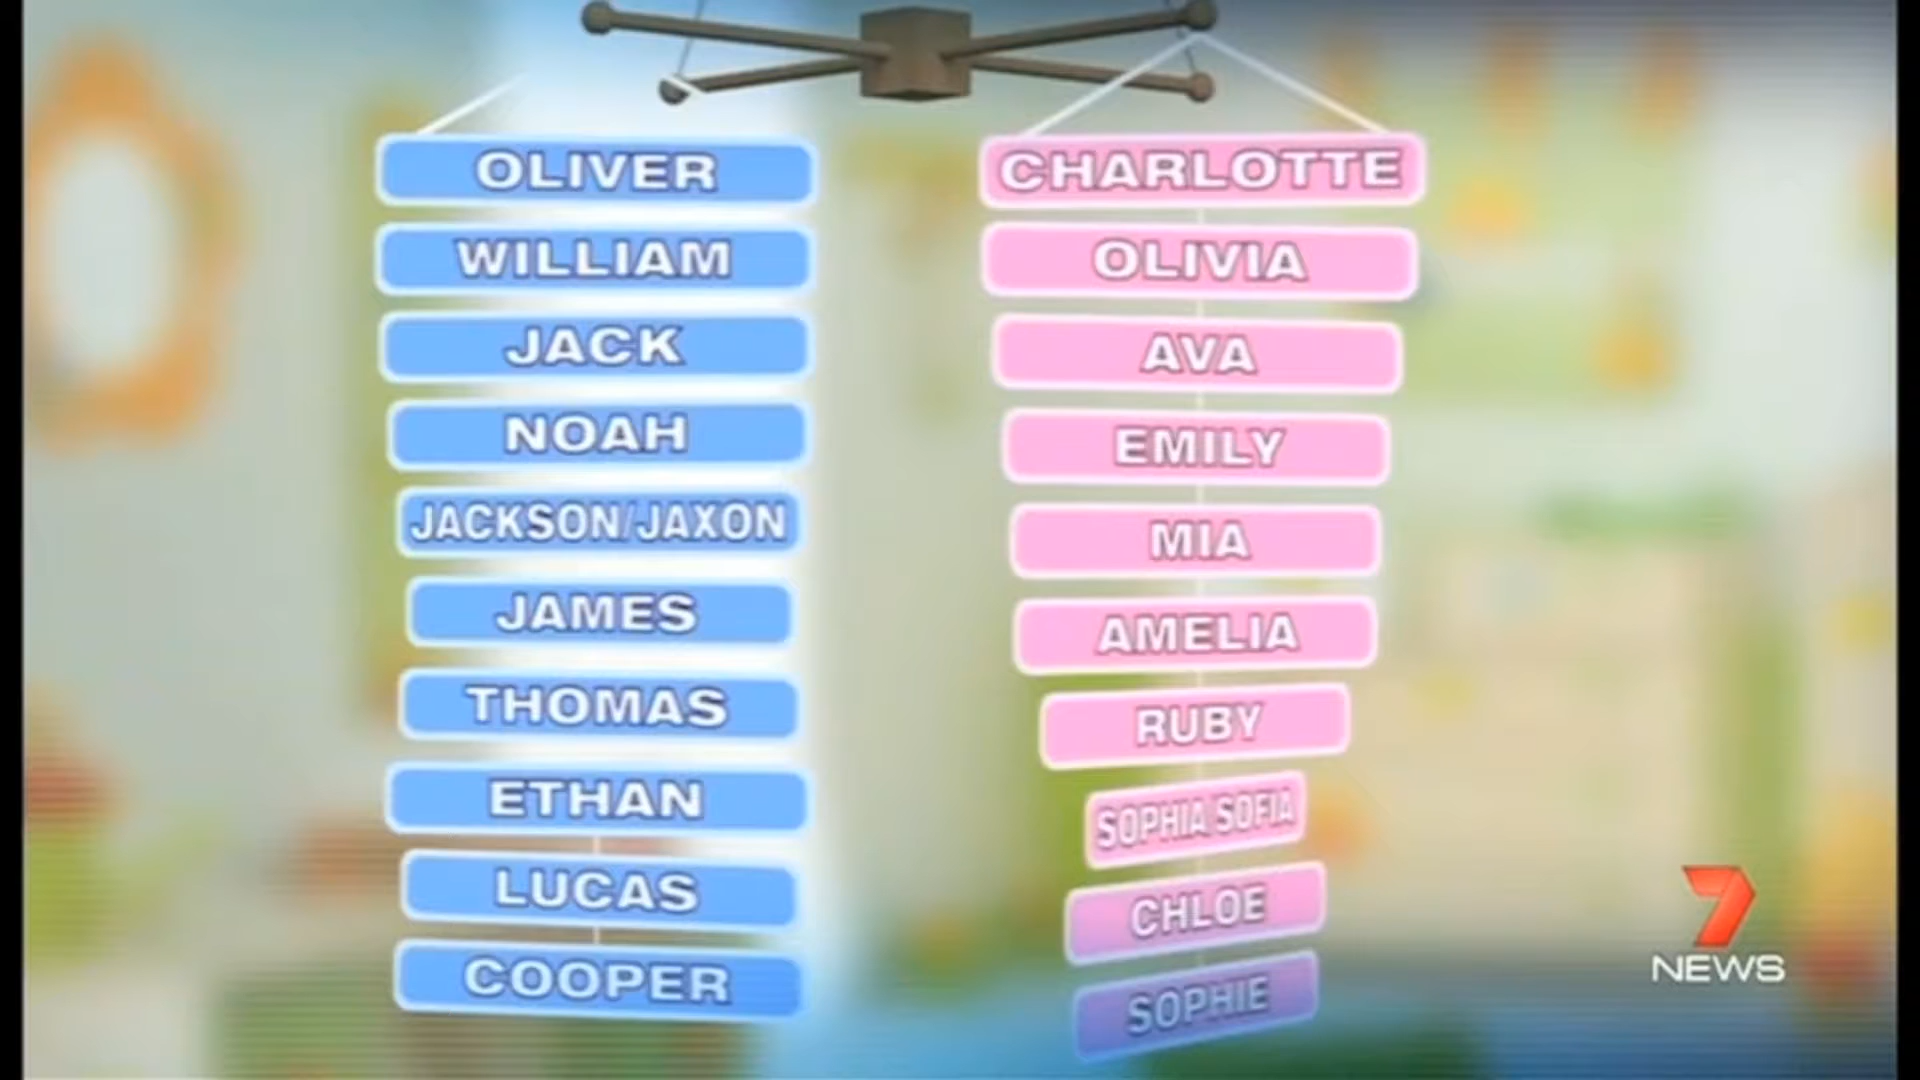 OLIVER
WILLIAM
JACK
NOAH
JACKSON/JAXON
JAMES
THOMAS
ETHAN
LUCAS
COOPER
CHARLOTTE
OLIVIA
AVA
EMILY
MIA
AMELIA
RUBY
SOPHIA SOFIA
CHLOE
SOPHIE
7
NEWS